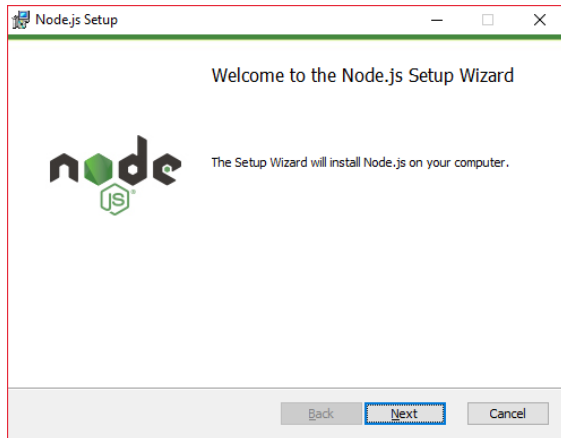 Node.js Setup
Welcome to the Node.js Setup Wizard
node
JS
The Setup Wizard will install Node.js on your computer.
Back Next Cancel